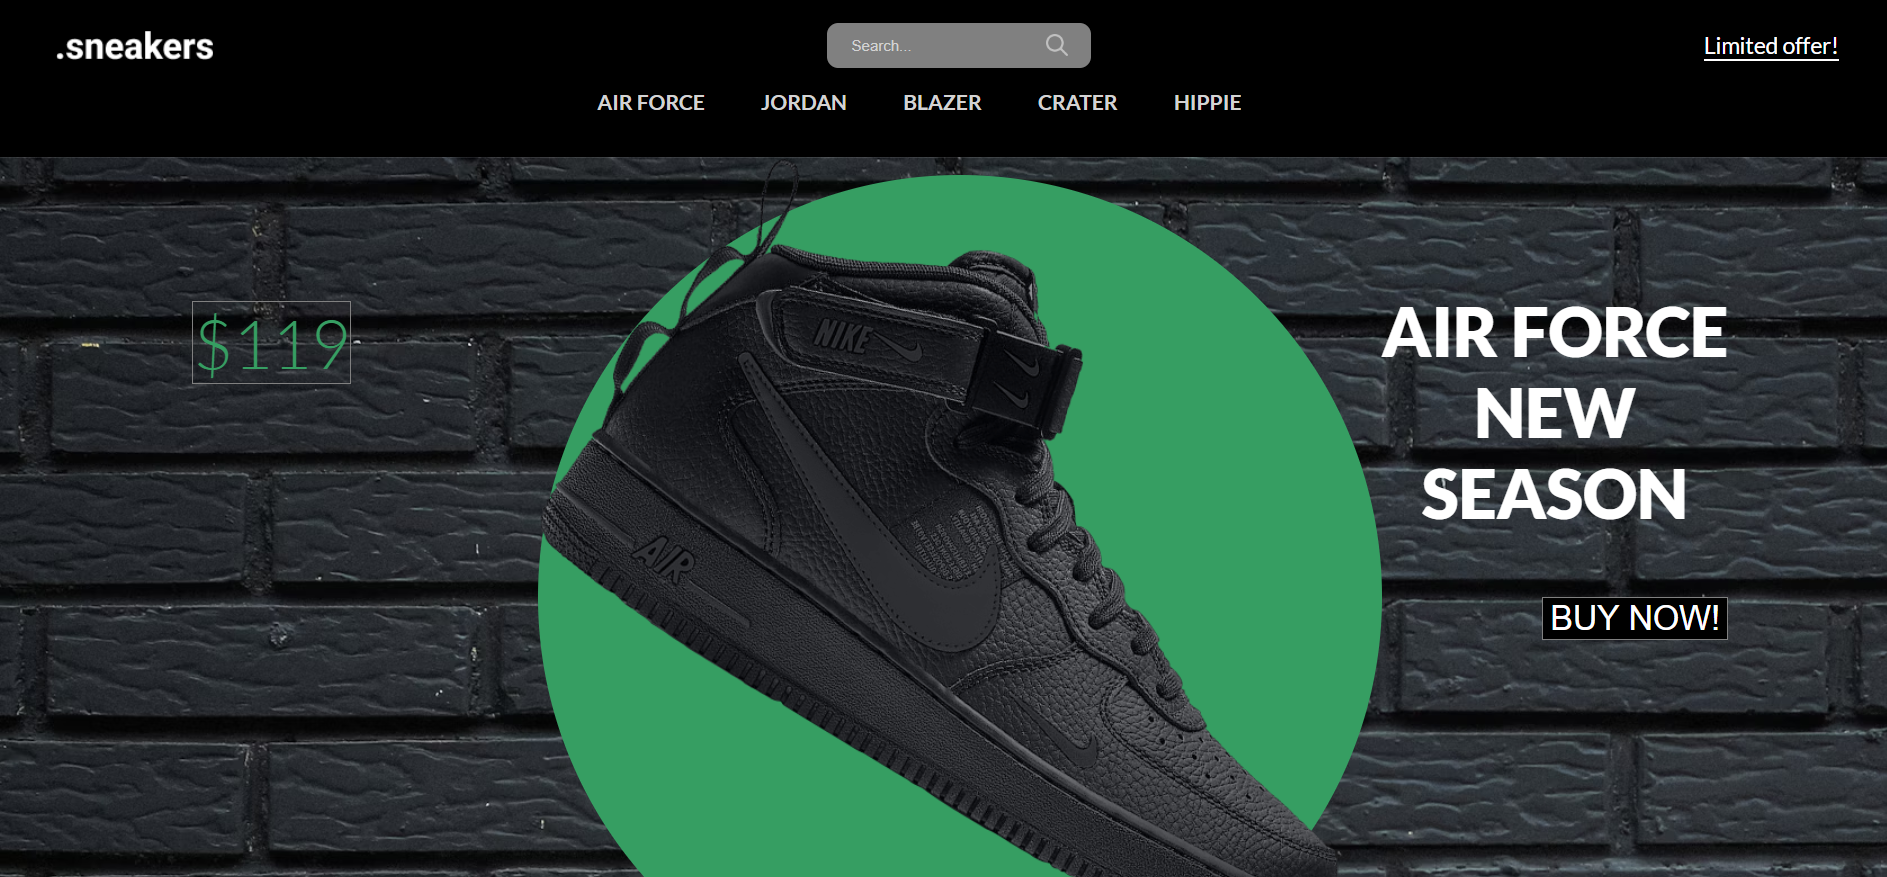 .sneakers
Search...
Limited offer!
AIR FORCE JORDAN BLAZER CRATER HIPPIE
$119
AIR FORCE
NEW
SEASON
BUY NOW!
NIKE
AIR